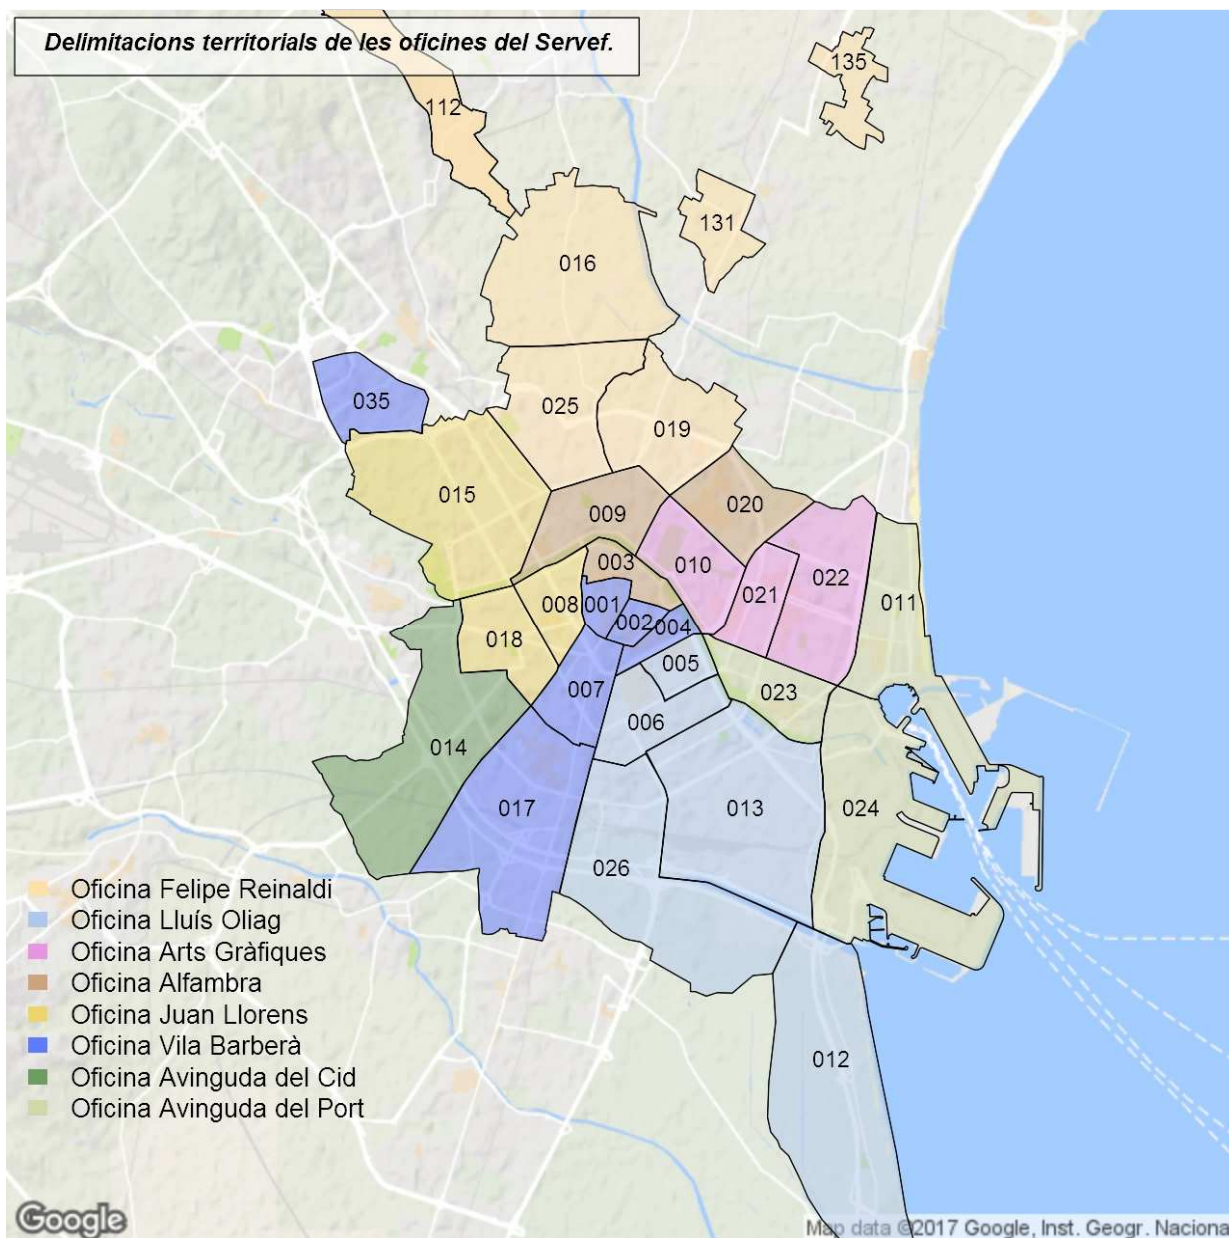 Delimitacions territorials de les oficines del Servef.
135
112
131
016
035
025
019
015
009
020
003
010
022
008
001
021
011
002
004
018
005
007
023
006
014
017
013
024
026
Oficina Felipe Reinaldi
Oficina Lluís Oliag
Oficina Arts Gràfiques
Oficina Alfambra
Oficina Juan Llorens
Oficina Vila Barberà
012
Oficina Avinguda del Cid
Oficina Avinguda del Port
Google
Map data ©2017 Google, Inst. Geogr. Naciona